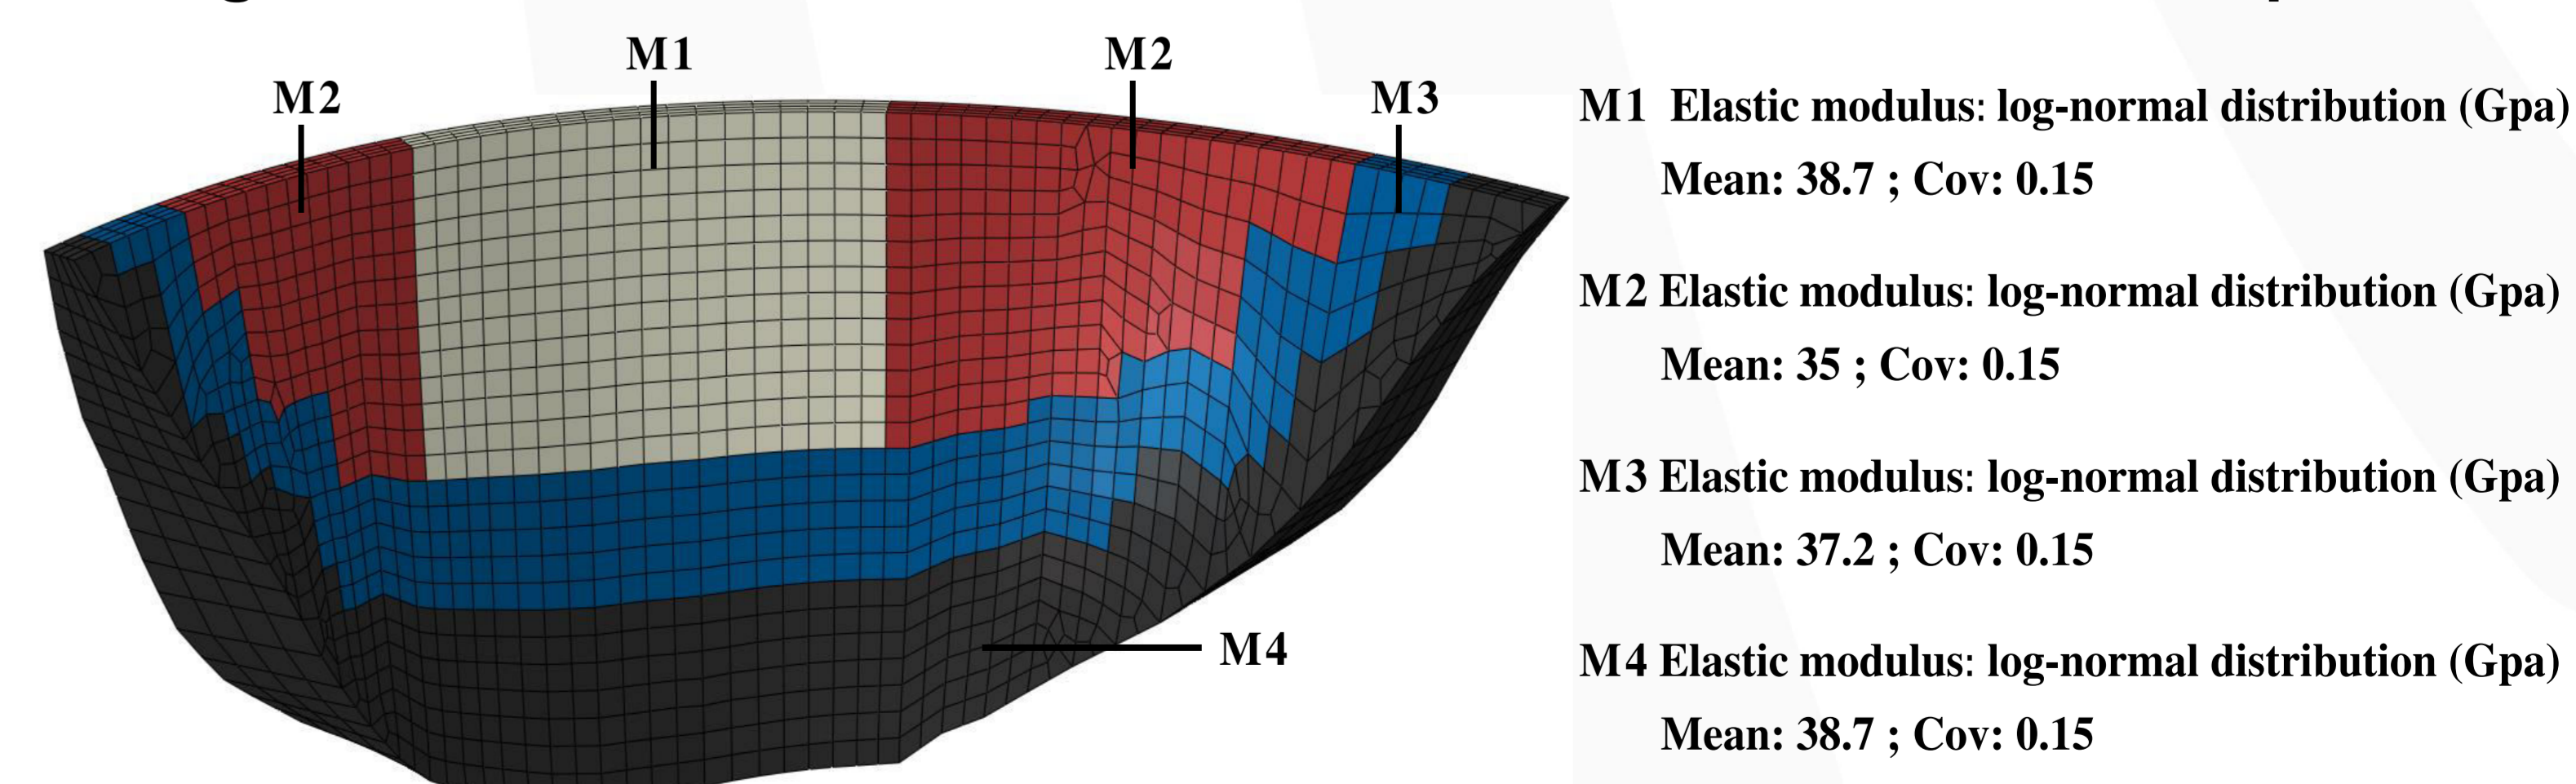 M1
M2
M2
M3
M4
M1 Elastic modulus: log-normal distribution (Gpa)
Mean: 38.7 ; Cov: 0.15
M2 Elastic modulus: log-normal distribution (Gpa)
Mean: 35 ; Cov: 0.15
M3 Elastic modulus: log-normal distribution (Gpa)
Mean: 37.2 ; Cov: 0.15
M4 Elastic modulus: log-normal distribution (Gpa)
Mean: 38.7 ; Cov: 0.15